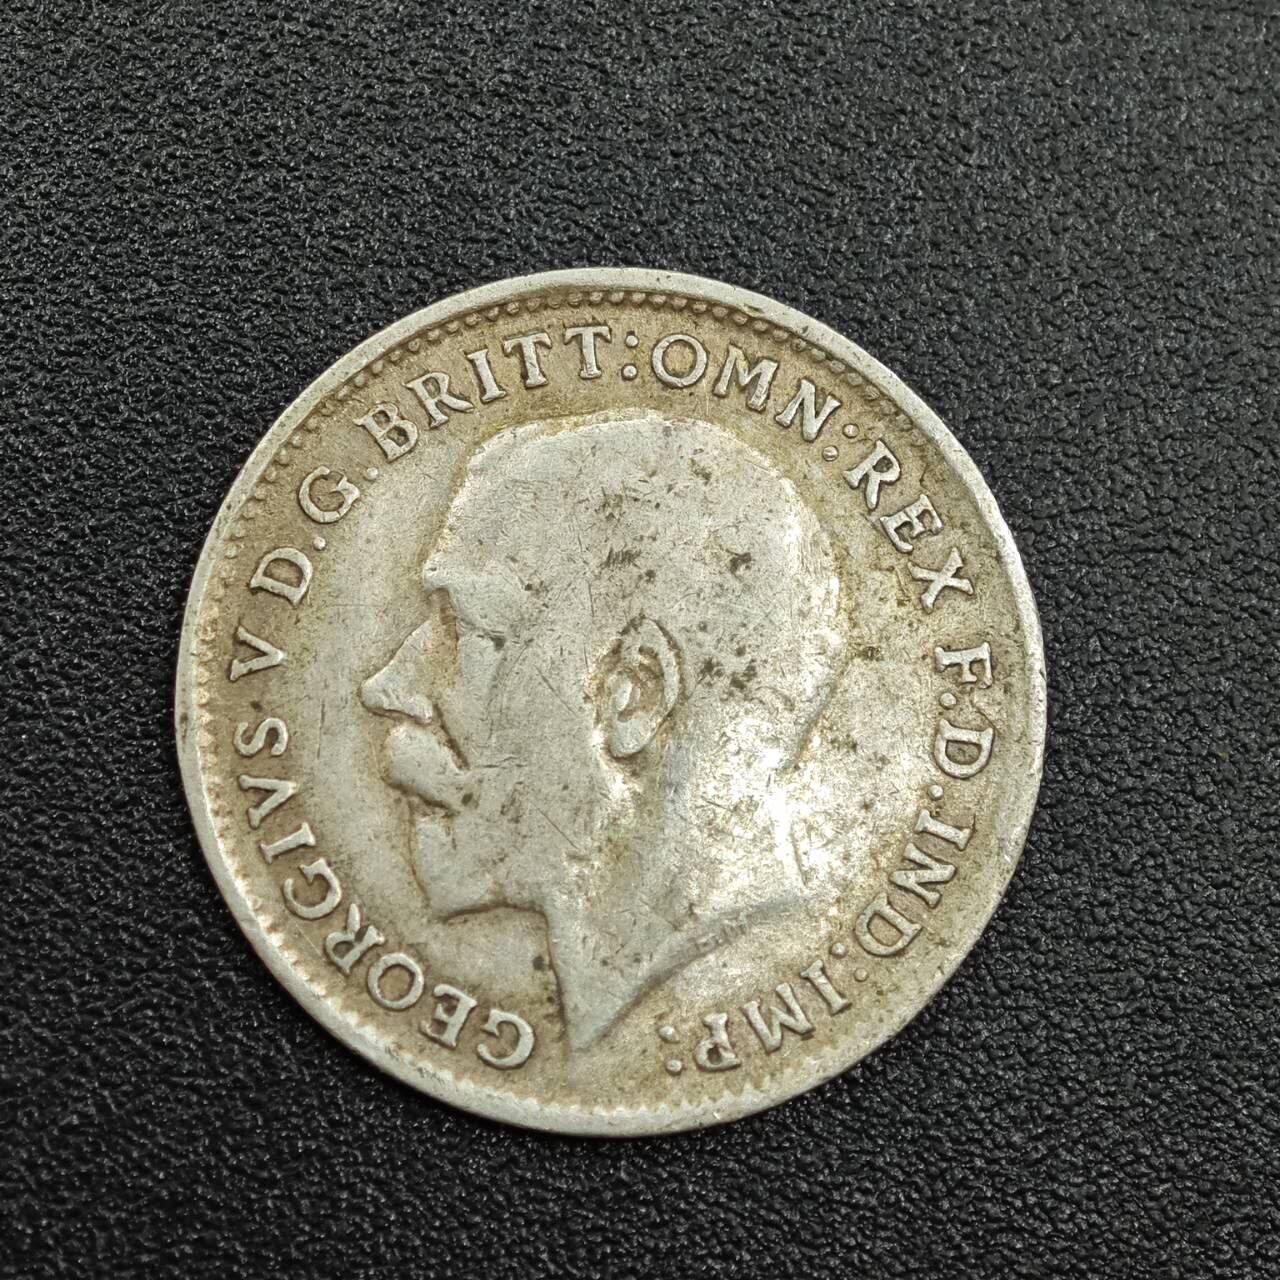 GEORGIVS V D.G.BRITT:OMN:REX F.D.IND:IMP:
B.M